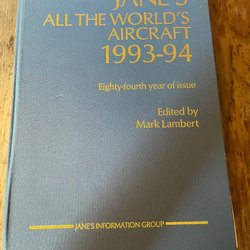 JANE'S
ALL THE WORLD'S
AIRCRAFT
1993-94
Eighty-fourth year of issue
Edited by
Mark Lambert
JANE'S INFORMATION GROUP